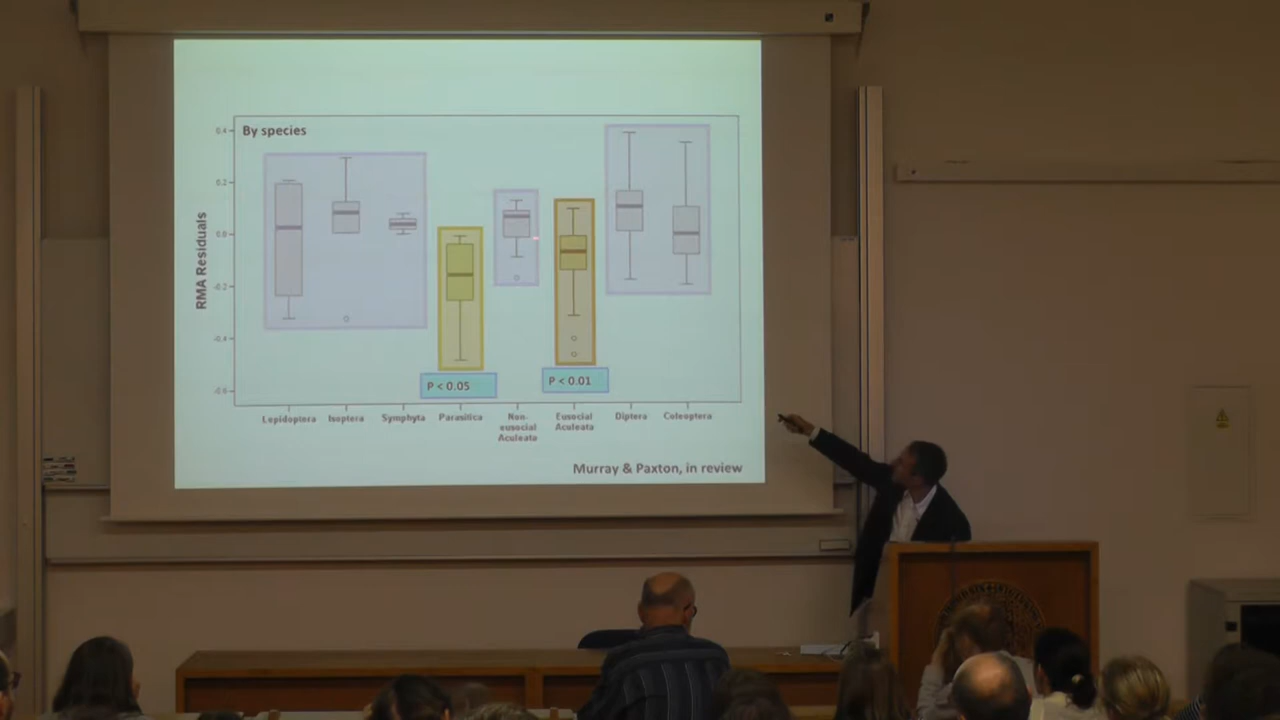 By species
0.4
0.2
0.0
-0.2
-0.4
-0.6
RMA Residuals
P < 0.05
P < 0.01
Lepidoptera Isoptera Symphyta Parasitica Non-eusocial Aculeata Eusocial Aculeata Diptera Coleoptera
Murray & Paxton, in review